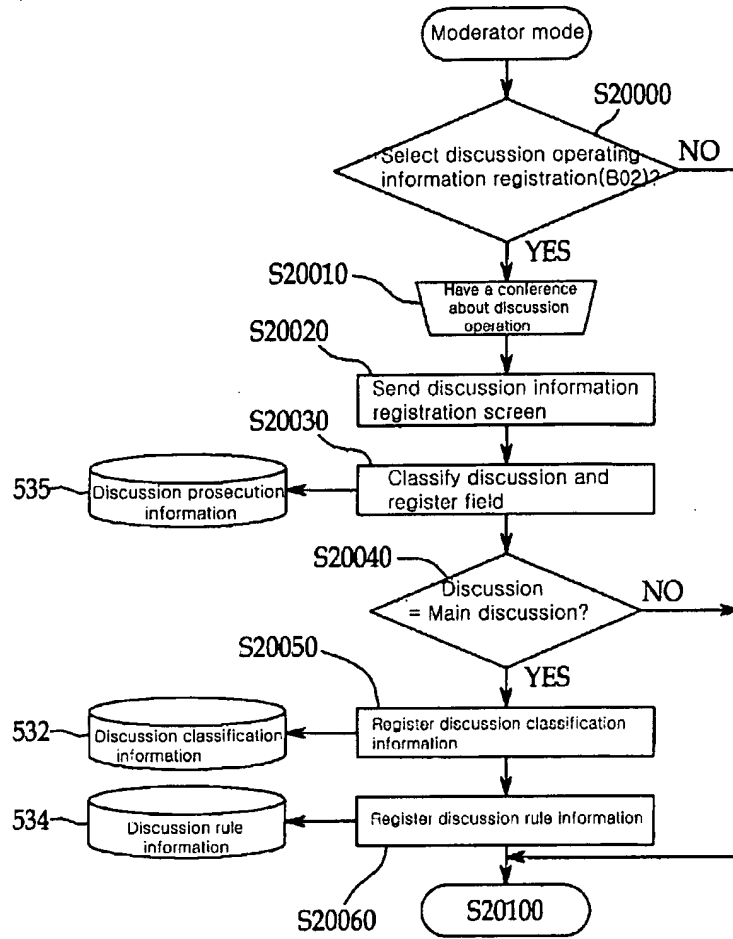 Moderator mode
S20000
Select discussion operating
information registration(B02)?
NO
YES
S20010
Have a conference
about discussion
operation
S20020
Send discussion information
registration screen
S20030
Classify discussion and
register field
535
Discussion prosecution
information
S20040
Discussion
= Main discussion?
NO
YES
S20050
Register discussion classification
information
532
Discussion classification
information
534
Discussion rule
information
Register discussion rule information
S20060
S20100